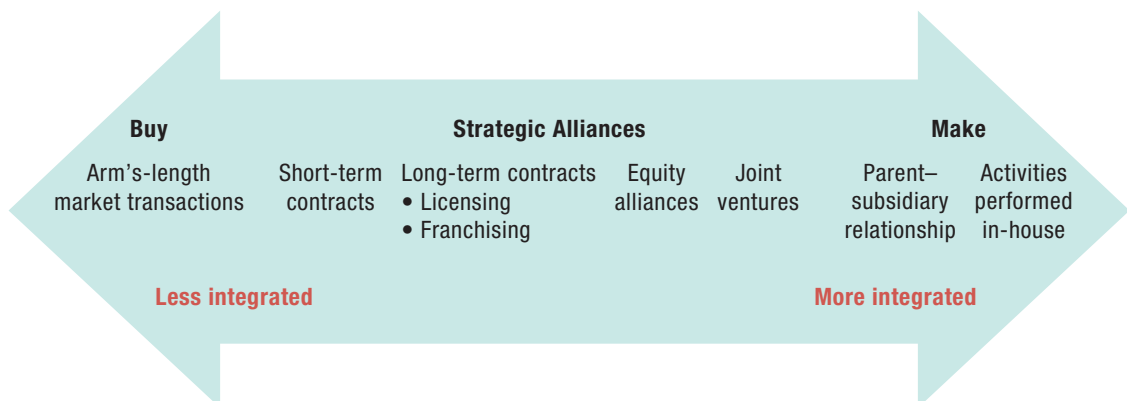 Buy
Strategic Alliances
Make
Arm's-length
market transactions
Short-term
contracts
Long-term contracts
• Licensing
• Franchising
Equity
alliances
Joint
ventures
Parent–
subsidiary
relationship
Activities
performed
in-house
Less integrated
More integrated